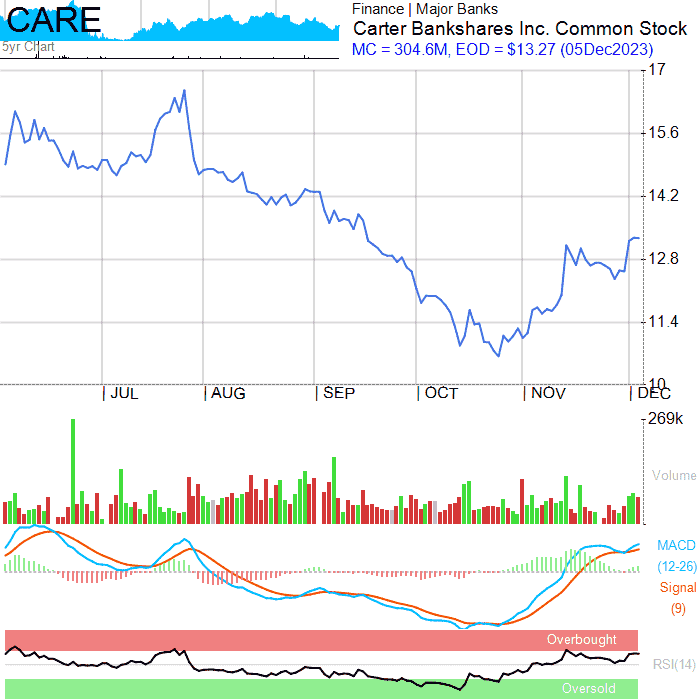 CARE
5yr Chart
Finance | Major Banks
Carter Bankshares Inc. Common Stock
MC = 304.6M, EOD = $13.27 (05Dec2023)
17
15.6
14.2
12.8
11.4
10
| JUL | AUG | SEP | OCT | NOV | DEC
269k
Volume
MACD
(12-26)
Signal
(9)
Overbought
RSI(14)
Oversold